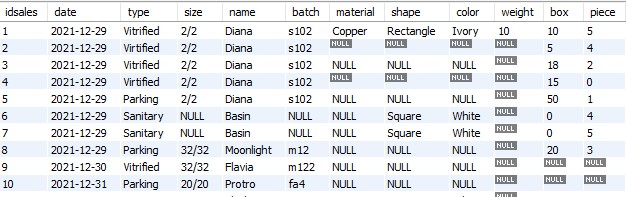 idsales date type size name batch material shape color weight box piece
1 2021-12-29 Vitrified 2/2 Diana s102 Copper Rectangle Ivory 10 10 5
2 2021-12-29 Virtified 2/2 Diana s102 NULL NULL NULL NULL 5 4
3 2021-12-29 Vitrified 2/2 Diana s102 NULL NULL NULL NULL 18 2
4 2021-12-29 Virtified 2/2 Diana s102 NULL NULL NULL NULL 15 0
5 2021-12-29 Parking 2/2 Diana s102 NULL NULL NULL NULL 50 1
6 2021-12-29 Sanitary NULL Basin NULL NULL Square White NULL 0 4
7 2021-12-29 Sanitary NULL Basin NULL NULL Square White NULL 0 5
8 2021-12-29 Parking 32/32 Moonlight m12 NULL NULL NULL NULL 20 3
9 2021-12-30 Vitrified 32/32 Flavia m122 NULL NULL NULL NULL NULL NULL
10 2021-12-31 Parking 20/20 Protro fa4 NULL NULL NULL NULL NULL NULL